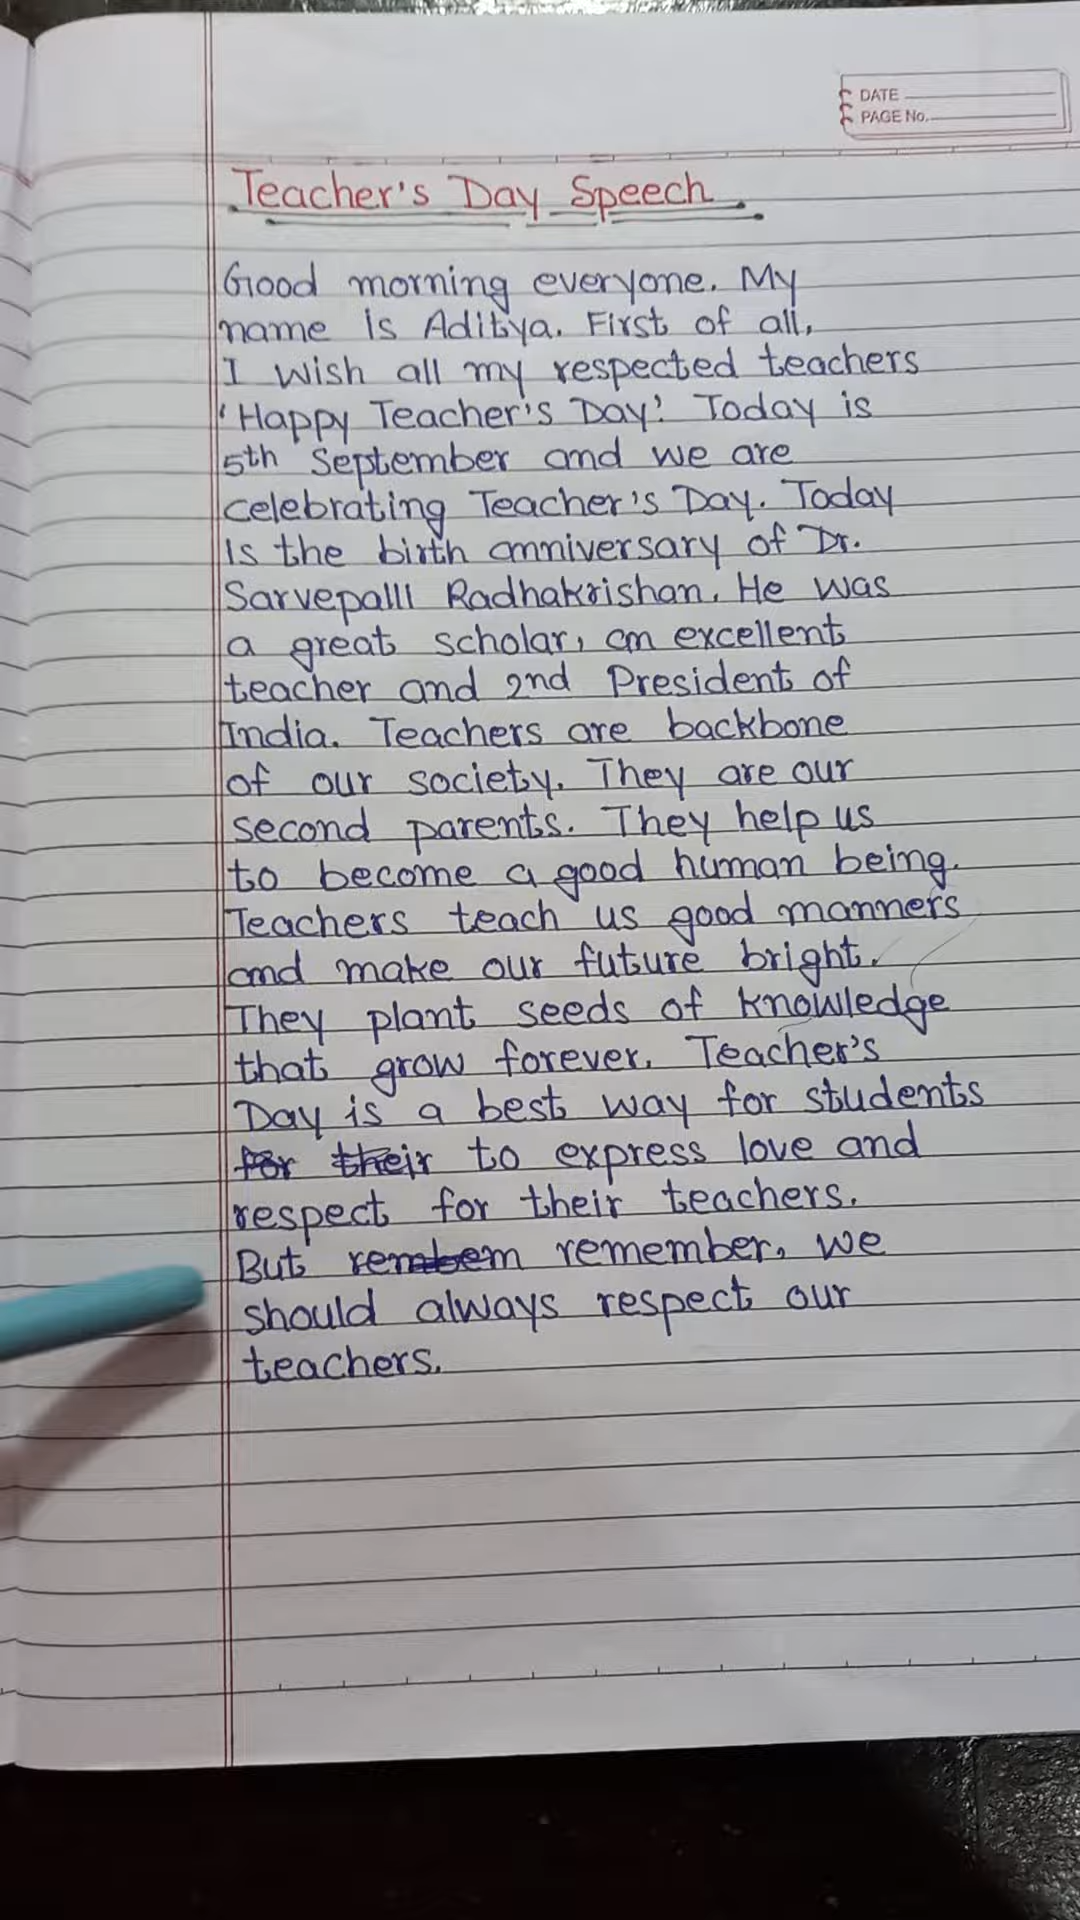 DATE
PAGE No.
Teacher's Day Speech
Good morning everyone. My
name is Aditya. First of all,
I wish all my respected teachers
'Happy Teacher's Day'. Today is
5th September and we are
celebrating Teacher's Day. Today
is the birth anniversary of Dr.
Sarvepalli Radhakrishan. He was
a great scholar, an excellent
teacher and 2nd President of
India. Teachers are backbone
of our society. They are our
second parents. They help us
to become a good human being.
Teachers teach us good manners
and make our future bright.
They plant seeds of knowledge
that grow forever. Teacher's
Day is a best way for students
for their to express love and
respect for their teachers.
But remem remember, we
should always respect our
teachers.